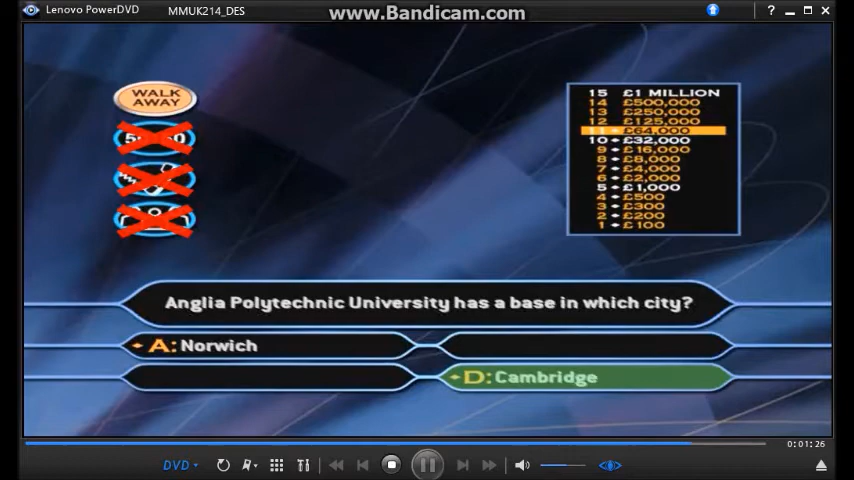 Lenovo PowerDVD
MMUK214_DES
www.Bandicam.com
WALK
AWAY
15 £1 MILLION
14 £500,000
13 £250,000
12 £125,000
11 £64,000
10 £32,000
9 £16,000
8 £8,000
7 £4,000
6 £2,000
5 £1,000
4 £500
3 £300
2 £200
1 £100
Anglia Polytechnic University has a base in which city?
A: Norwich
D: Cambridge
0:01:26
DVD